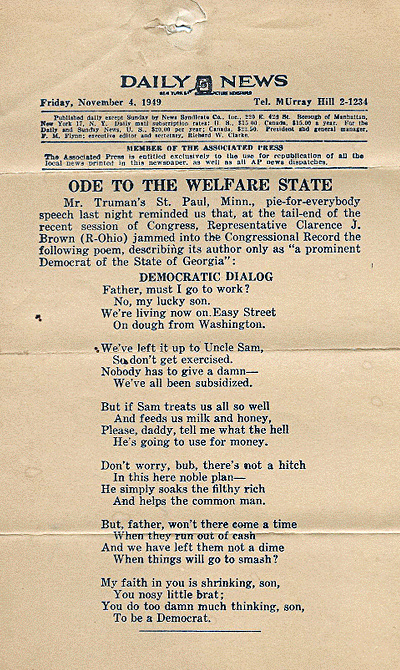 DAILY NEWS
NEW YORK'S PICTURE NEWSPAPER
Friday, November 4, 1949 Tel. MUrray Hill 2-1234
Published daily except Sunday by News Syndicate Co., Inc., 220 E. 42d St. Borough of Manhattan,
New York 17, N. Y. Daily mail subscription rates: U. S., $15.00; Canada, $15.00 a year. For the
Daily and Sunday News, U. S., $20.00 per year; Canada, $22.50. President and general manager,
F. M. Flynn; executive editor and secretary, Richard W. Clarke.
MEMBER OF THE ASSOCIATED PRESS
The Associated Press is entitled exclusively to the use for republication of all the
local news printed in this newspaper, as well as all AP news dispatches.
ODE TO THE WELFARE STATE
Mr. Truman's St. Paul, Minn., pie-for-everybody
speech last night reminded us that, at the tail-end of the
recent session of Congress, Representative Clarence J.
Brown (R-Ohio) jammed into the Congressional Record the
following poem, describing its author only as "a prominent
Democrat of the State of Georgia":
DEMOCRATIC DIALOG
Father, must I go to work?
No, my lucky son.
We're living now on Easy Street
On dough from Washington.
We've left it up to Uncle Sam,
So don't get exercised.
Nobody has to give a damn—
We've all been subsidized.
But if Sam treats us all so well
And feeds us milk and honey,
Please, daddy, tell me what the hell
He's going to use for money.
Don't worry, bub, there's not a hitch
In this here noble plan—
He simply soaks the filthy rich
And helps the common man.
But, father, won't there come a time
When they run out of cash
And we have left them not a dime
When things will go to smash?
My faith in you is shrinking, son,
You nosy little brat;
You do too damn much thinking, son,
To be a Democrat.